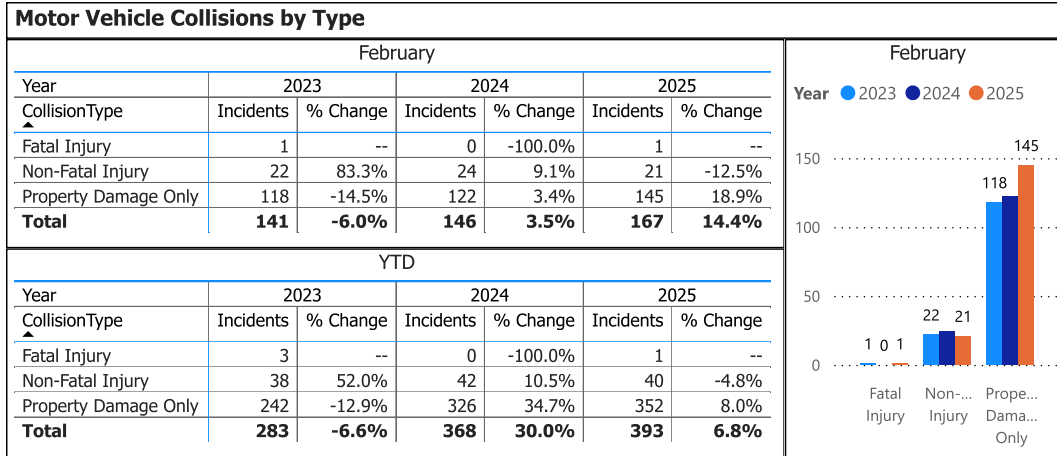 Motor Vehicle Collisions by Type
February
Year 2023 2024 2025
CollisionType Incidents % Change Incidents % Change Incidents % Change
Fatal Injury 1 -- 0 -100.0% 1 --
Non-Fatal Injury 22 83.3% 24 9.1% 21 -12.5%
Property Damage Only 118 -14.5% 122 3.4% 145 18.9%
Total 141 -6.0% 146 3.5% 167 14.4%
YTD
Year 2023 2024 2025
CollisionType Incidents % Change Incidents % Change Incidents % Change
Fatal Injury 3 -- 0 -100.0% 1 --
Non-Fatal Injury 38 52.0% 42 10.5% 40 -4.8%
Property Damage Only 242 -12.9% 326 34.7% 352 8.0%
Total 283 -6.6% 368 30.0% 393 6.8%
February
Year 2023 2024 2025
145
150
118
100
50
22 21
1 0 1
0
Fatal Non-... Prope...
Injury Injury Dama...
Only